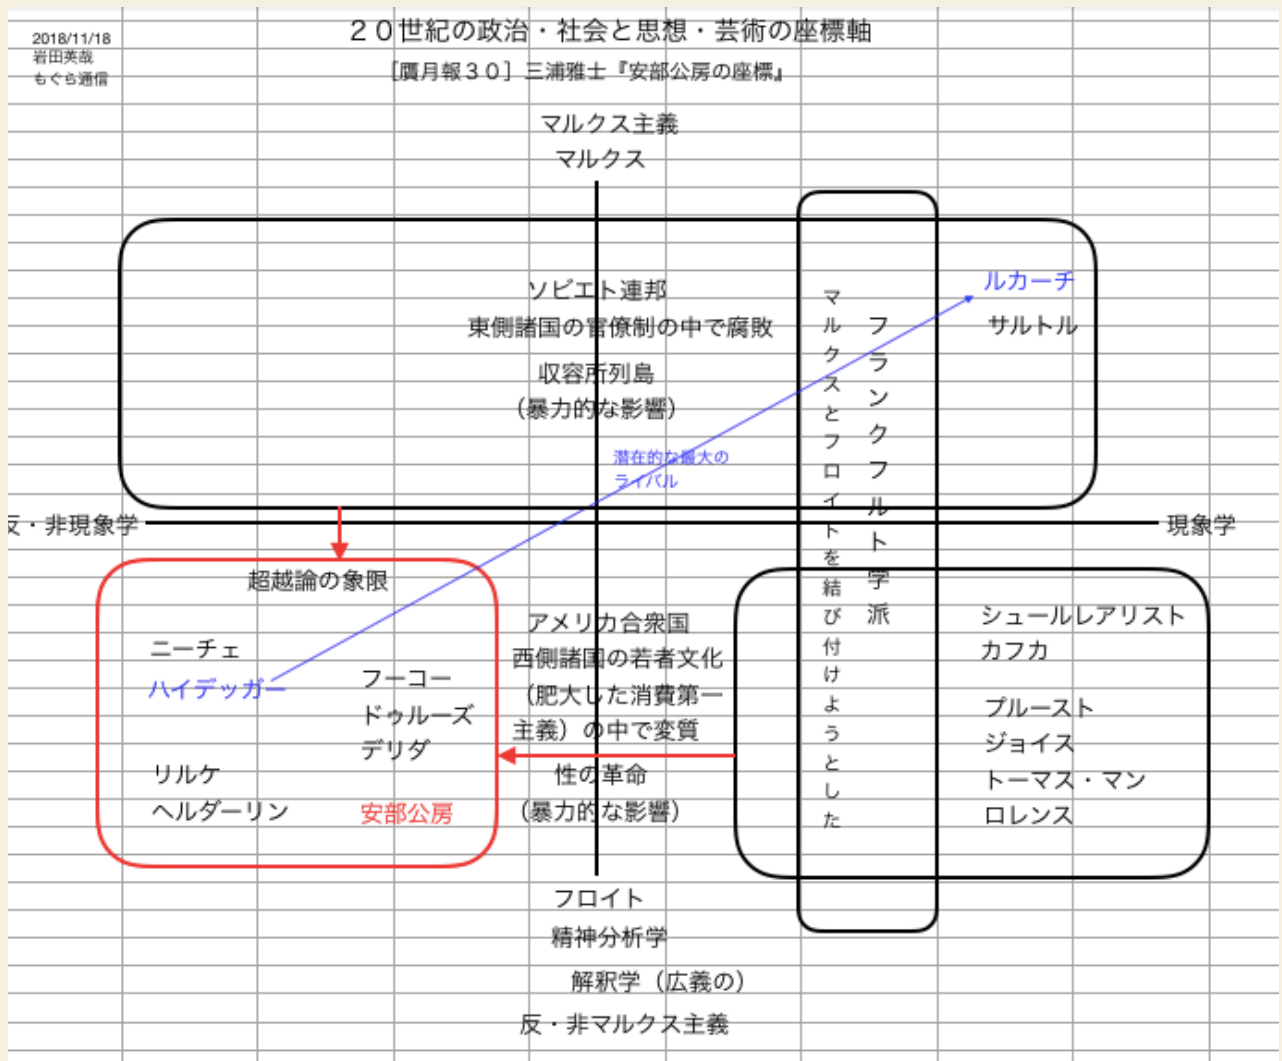 2018/11/18
岩田英哉
もぐら通信
２０世紀の政治・社会と思想・芸術の座標軸
［贋月報３０］三浦雅士『安部公房の座標』
マルクス主義
マルクス
ソビエト連邦
東側諸国の官僚制の中で腐敗
収容所列島
（暴力的な影響）
潜在的な最大の
ライバル
ルカーチ
サルトル
フランクフルト学派
マルクスとフロイトを結び付けようとした
反・非現象学
現象学
超越論の象限
ニーチェ
ハイデッガー
フーコー
ドゥルーズ
デリダ
リルケ
ヘルダーリン
安部公房
アメリカ合衆国
西側諸国の若者文化
（肥大した消費第一
主義）の中で変質
性の革命
（暴力的な影響）
シュールレアリスト
カフカ
プルースト
ジョイス
トーマス・マン
ロレンス
フロイト
精神分析学
解釈学（広義の）
反・非マルクス主義